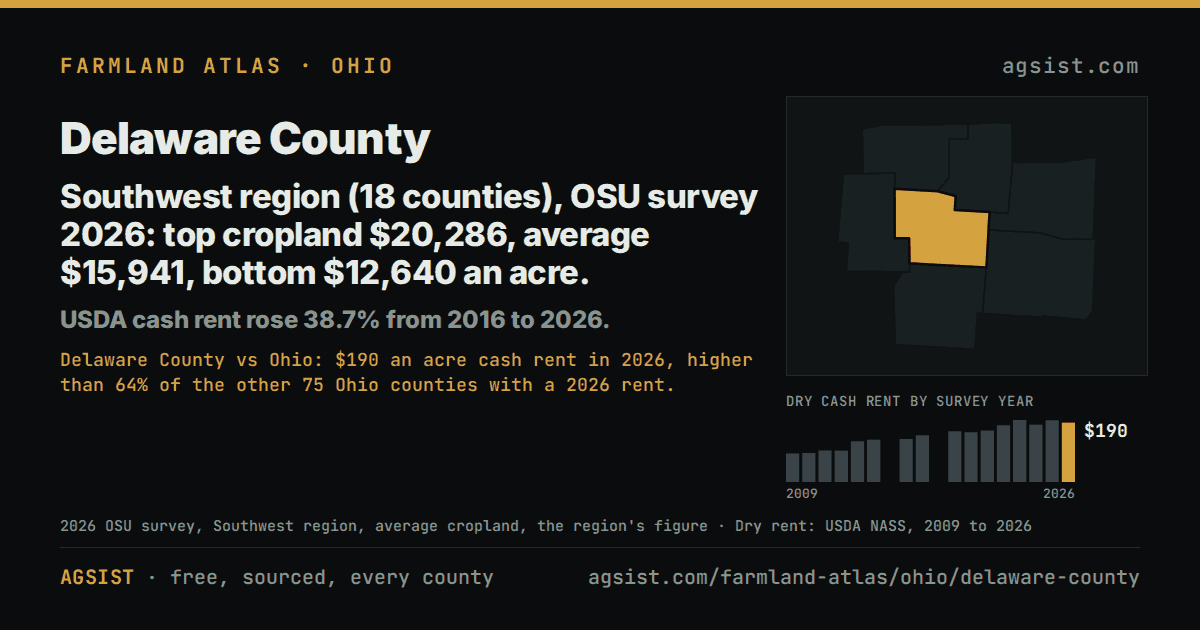 FARMLAND ATLAS · OHIO
agsist.com
Delaware County
Southwest region (18 counties), OSU survey
2026: top cropland $20,286, average
$15,941, bottom $12,640 an acre.
USDA cash rent rose 38.7% from 2016 to 2026.
Delaware County vs Ohio: $190 an acre cash rent in 2026, higher
than 64% of the other 75 Ohio counties with a 2026 rent.
DRY CASH RENT BY SURVEY YEAR
$190
2009
2026
2026 OSU survey, Southwest region, average cropland, the region's figure · Dry rent: USDA NASS, 2009 to 2026
AGSIST · free, sourced, every county
agsist.com/farmland-atlas/ohio/delaware-county